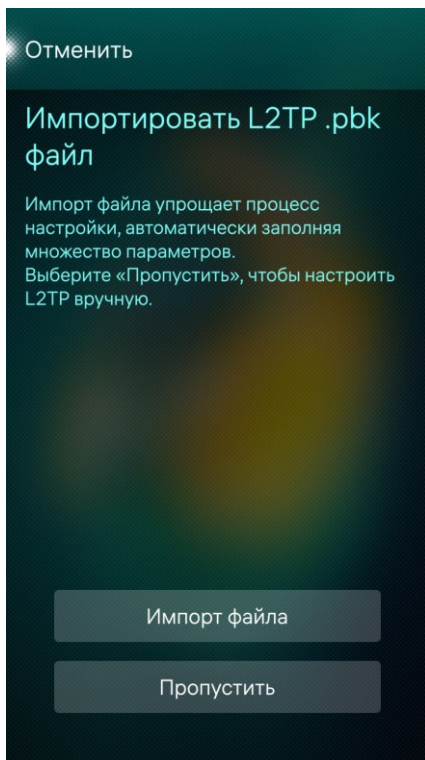 Отменить
Импортировать L2TP .pbk
файл
Импорт файла упрощает процесс
настройки, автоматически заполняя
множество параметров.
Выберите «Пропустить», чтобы настроить
L2TP вручную.
Импорт файла
Пропустить